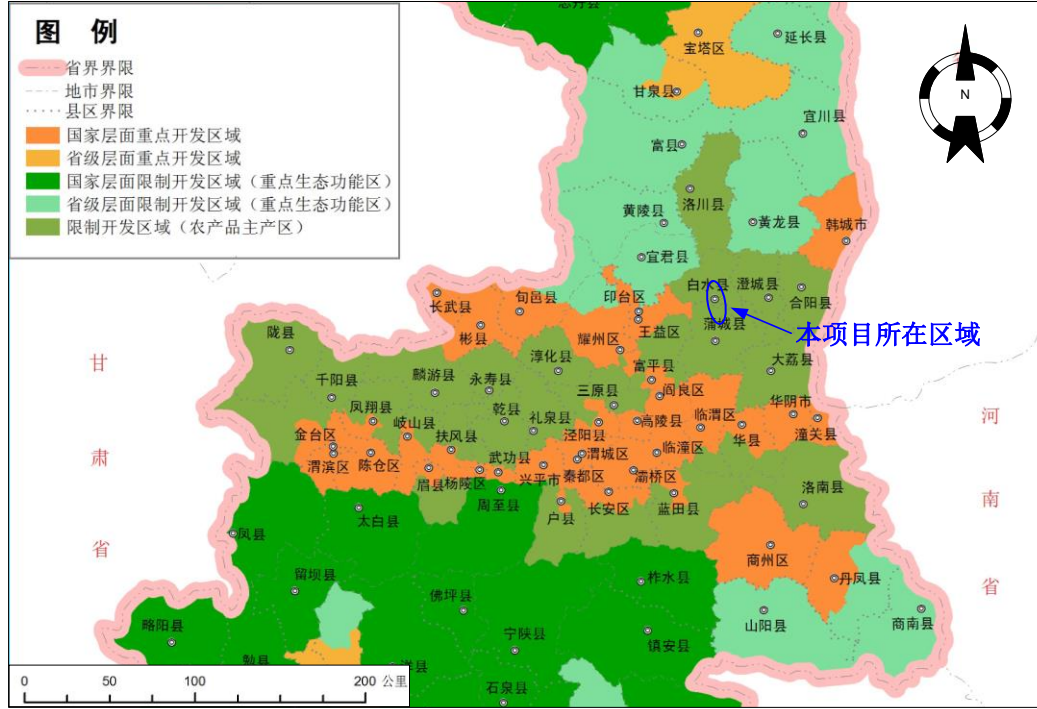 图 例
省界界限
地市界限
县区界限
国家层面重点开发区域
省级层面重点开发区域
国家层面限制开发区域（重点生态功能区）
省级层面限制开发区域（重点生态功能区）
限制开发区域（农产品主产区）
N
志丹县
宝塔区
延长县
甘泉县
宜川县
富县
洛川县
黄陵县
黄龙县
韩城市
宜君县
白水县
澄城县
合阳县
长武县
旬邑县
印台区
蒲城县
本项目所在区域
彬县
耀州区
王益区
陇县
淳化县
大荔县
甘
千阳县
麟游县
永寿县
富平县
三原县
阎良区
凤翔县
岐山县
乾县
礼泉县
泾阳县
高陵县
临渭区
华阴市
潼关县
河
金台区
扶风县
武功县
渭城区
临潼区
华县
肃
渭滨区
陈仓区
眉县
杨陵区
兴平市
秦都区
灞桥区
周至县
户县
长安区
蓝田县
洛南县
南
太白县
凤县
省
商州区
留坝县
佛坪县
柞水县
丹凤县
省
略阳县
宁陕县
镇安县
山阳县
商南县
勉县
洋县
石泉县
0 50 100 200 公里